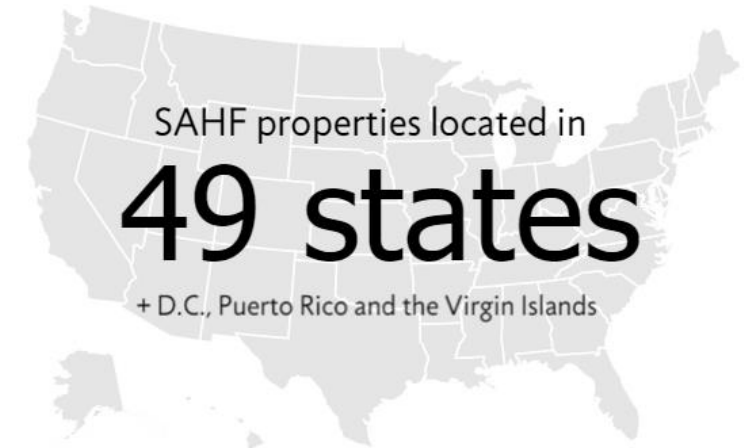 SAHF properties located in
49 states
+ D.C., Puerto Rico and the Virgin Islands